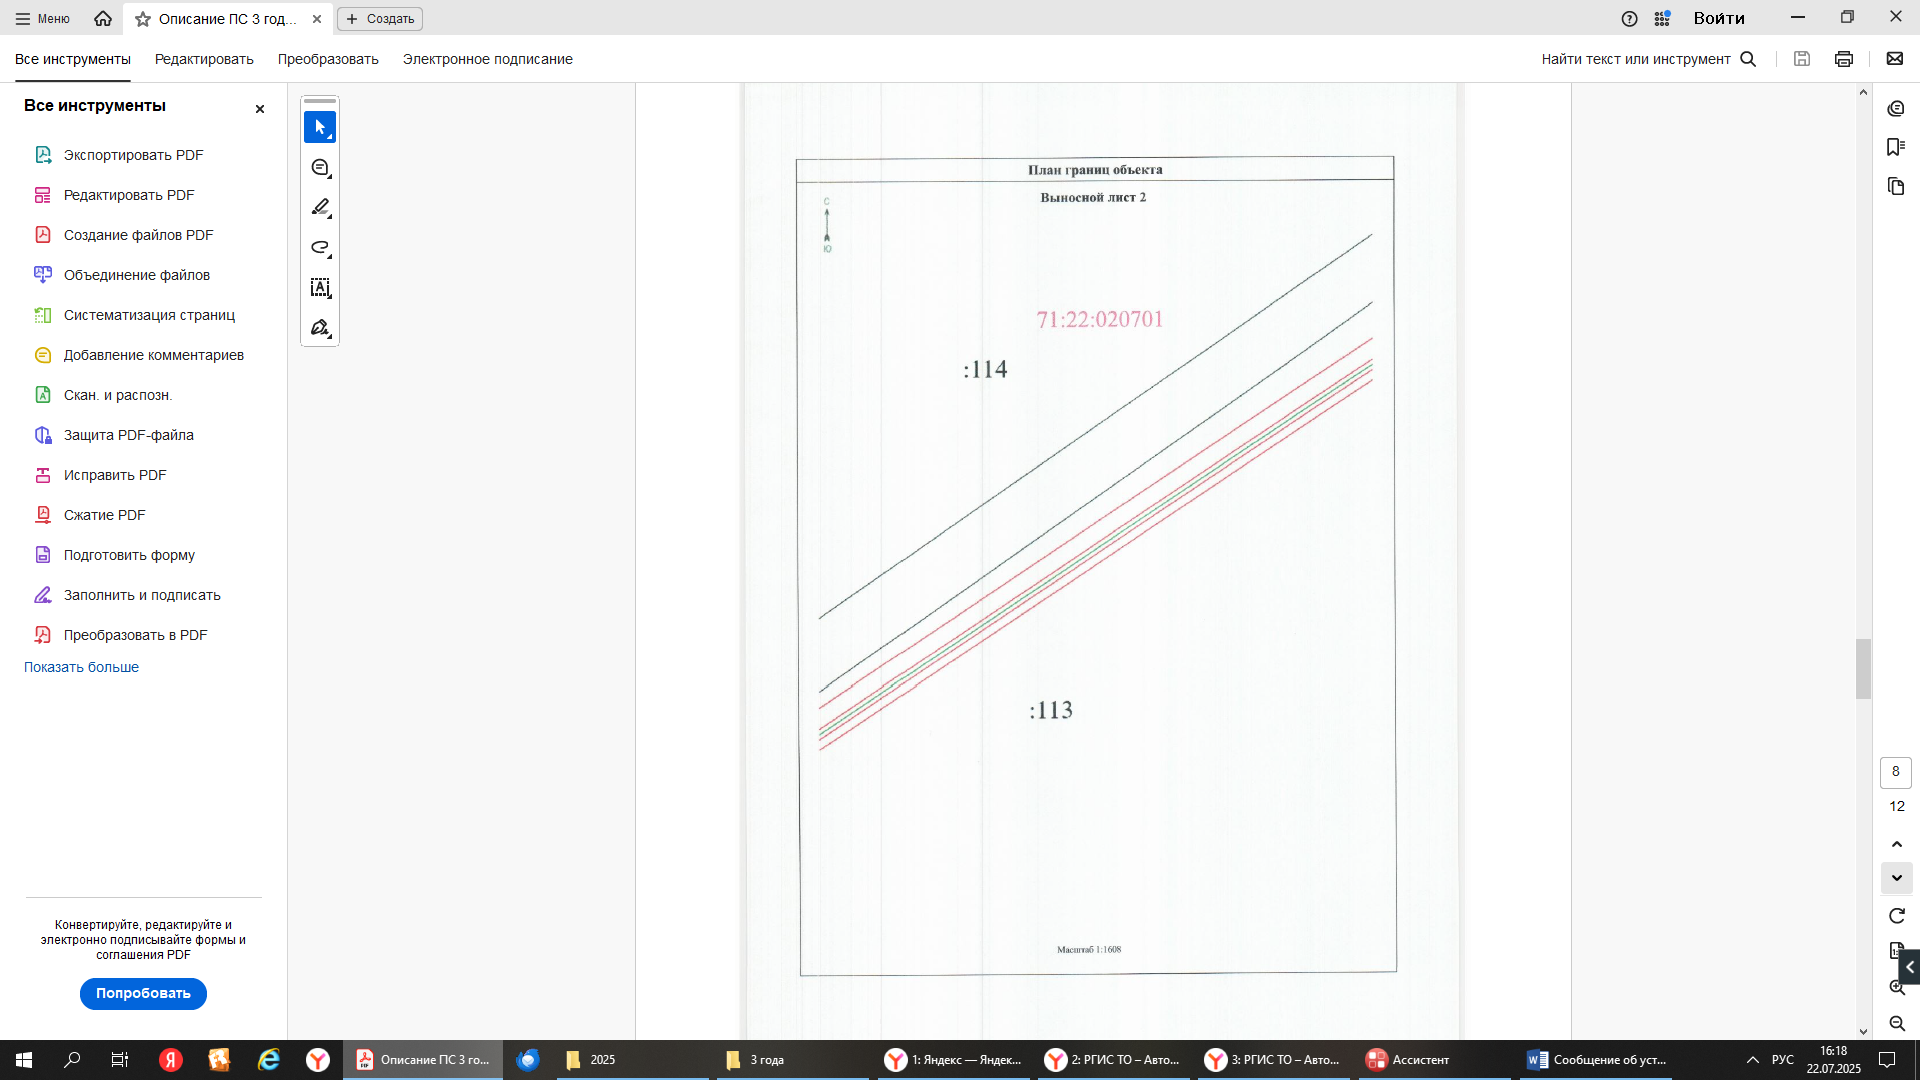 Меню
Описание ПС 3 год...
Создать
Войти
Все инструменты
Редактировать
Преобразовать
Электронное подписание
Найти текст или инструмент
Все инструменты
Экспортировать PDF
Редактировать PDF
Создание файлов PDF
Объединение файлов
Систематизация страниц
Добавление комментариев
Скан. и распозн.
Защита PDF-файла
Исправить PDF
Сжатие PDF
Подготовить форму
Заполнить и подписать
Преобразовать в PDF
Показать больше
Конвертируйте, редактируйте и
электронно подписывайте формы и
соглашения PDF
Попробовать
План границ объекта
Выносной лист 2
С
Ю
71:22:020701
:114
:113
Масштаб 1:1608
8
12
Описание ПС 3 го...
2025
3 года
1: Яндекс — Яндек...
2: РГИС ТО – Авто...
3: РГИС ТО – Авто...
Ассистент
Сообщение об уст...
РУС
16:18
22.07.2025